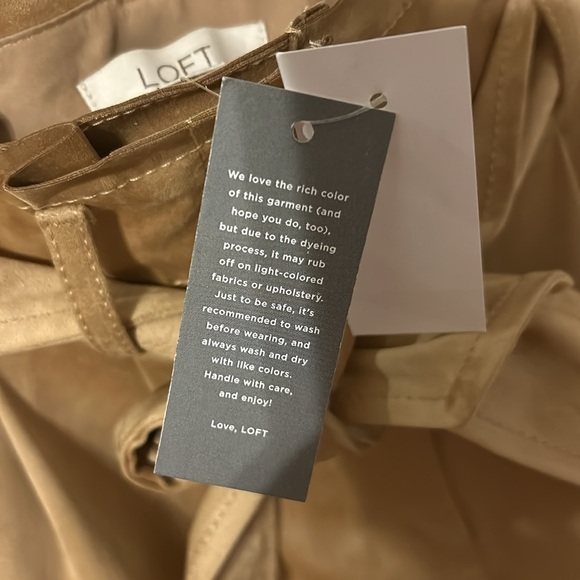 LOFT
We love the rich color
of this garment (and
hope you do, too),
but due to the dyeing
process, it may rub
off on light-colored
fabrics or upholstery.
Just to be safe, it's
recommended to wash
before wearing, and
always wash and dry
with like colors.
Handle with care,
and enjoy!
Love, LOFT